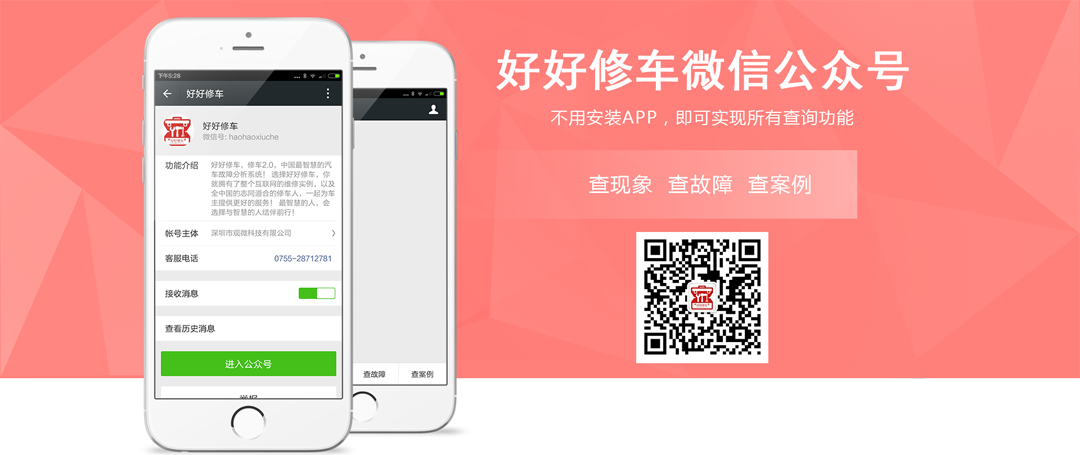 下午5:28
好好修车
好好修车
微信号: haohaoxiuche
功能介绍
好好修车，修车2.0，中国最智慧的汽
车故障分析系统！ 选择好好修车，你
就拥有了整个互联网的维修实例，以及
全中国的志同道合的修车人，一起为车
主提供更好的服务！ 最智慧的人，会
选择与智慧的人结伴前行！
帐号主体 深圳市观微科技有限公司
客服电话 0755-28712781
接收消息
查看历史消息
进入公众号
查故障 查案例
好好修车微信公众号
不用安装APP，即可实现所有查询功能
查现象 查故障 查案例